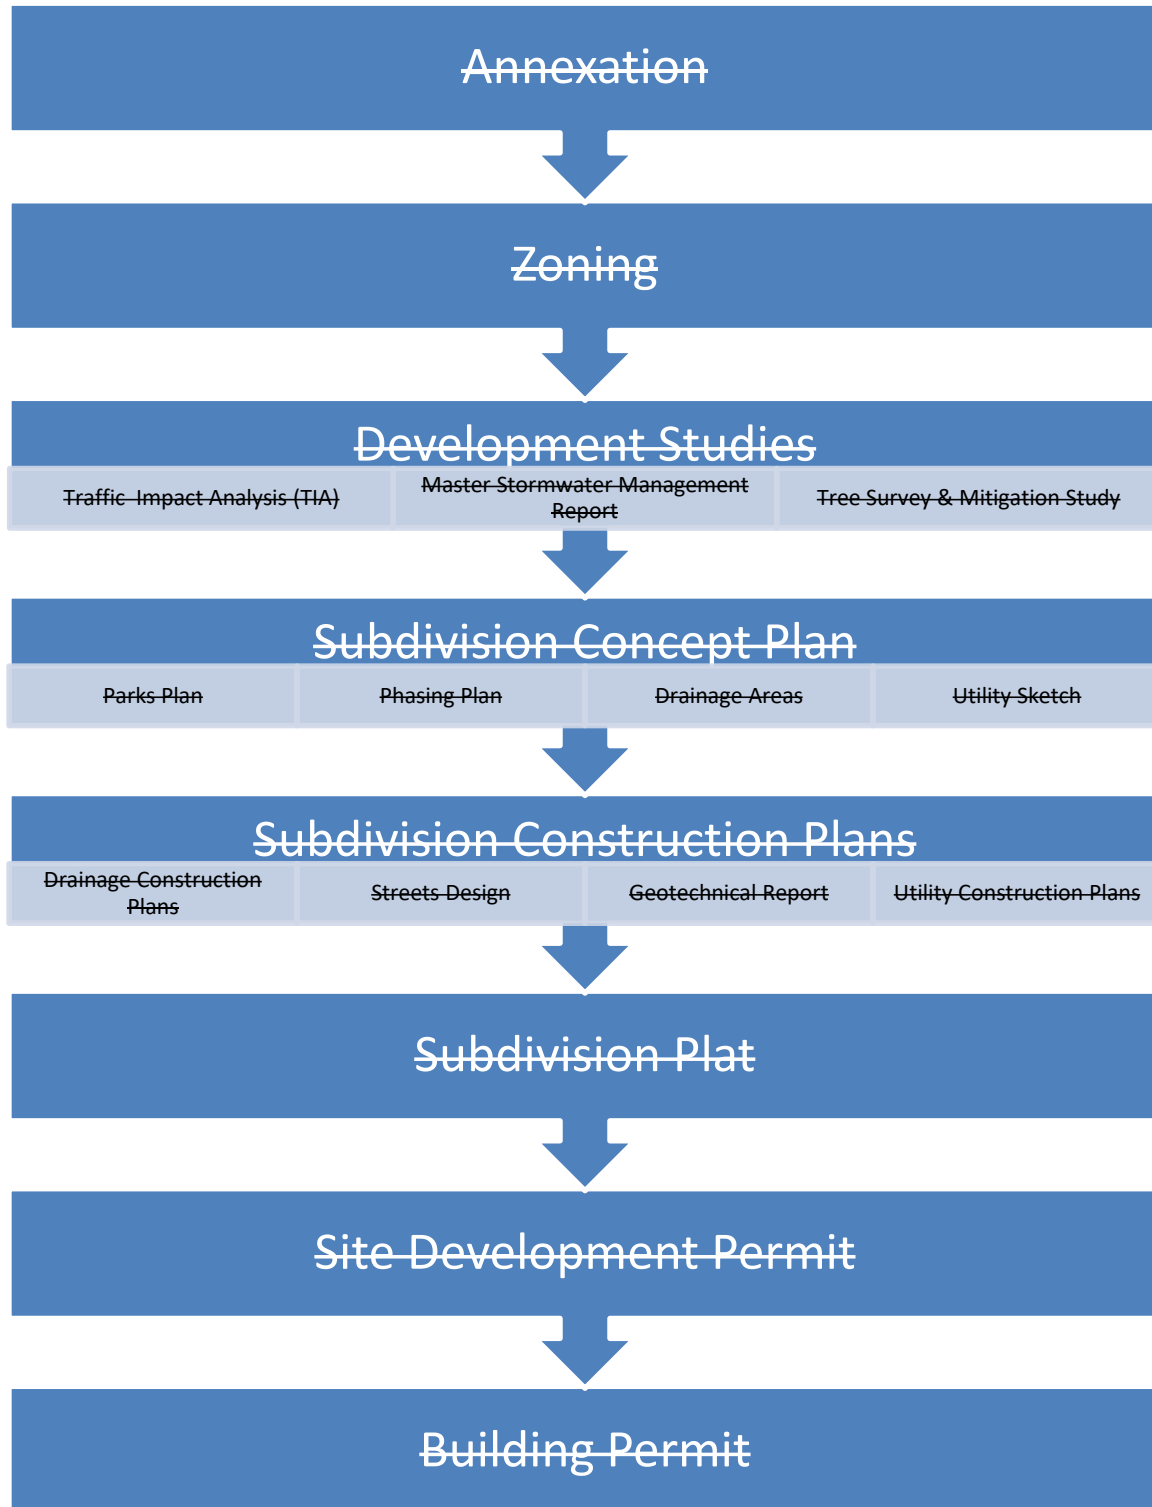 Annexation
Zoning
Development Studies
Traffic Impact Analysis (TIA)
Master Stormwater Management
Report
Tree Survey & Mitigation Study
Subdivision Concept Plan
Parks Plan
Phasing Plan
Drainage Areas
Utility Sketch
Subdivision Construction Plans
Drainage Construction
Plans
Streets Design
Geotechnical Report
Utility Construction Plans
Subdivision Plat
Site Development Permit
Building Permit